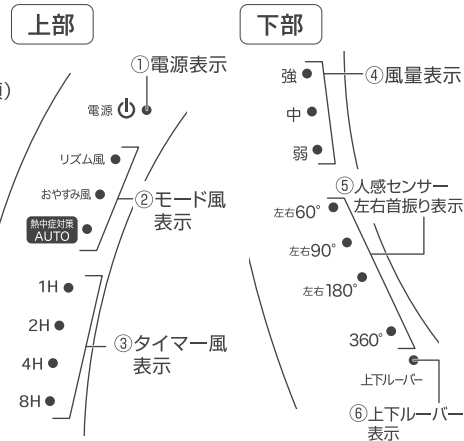 上部
①電源表示
電源
リズム風
おやすみ風
②モード風
表示
熱中症対策
AUTO
1H
2H
③タイマー風
表示
4H
8H
下部
強
④風量表示
中
弱
⑤人感センサー
左右首振り表示
左右60°
左右90°
左右180°
360°
上下ルーバー
⑥上下ルーバー
表示